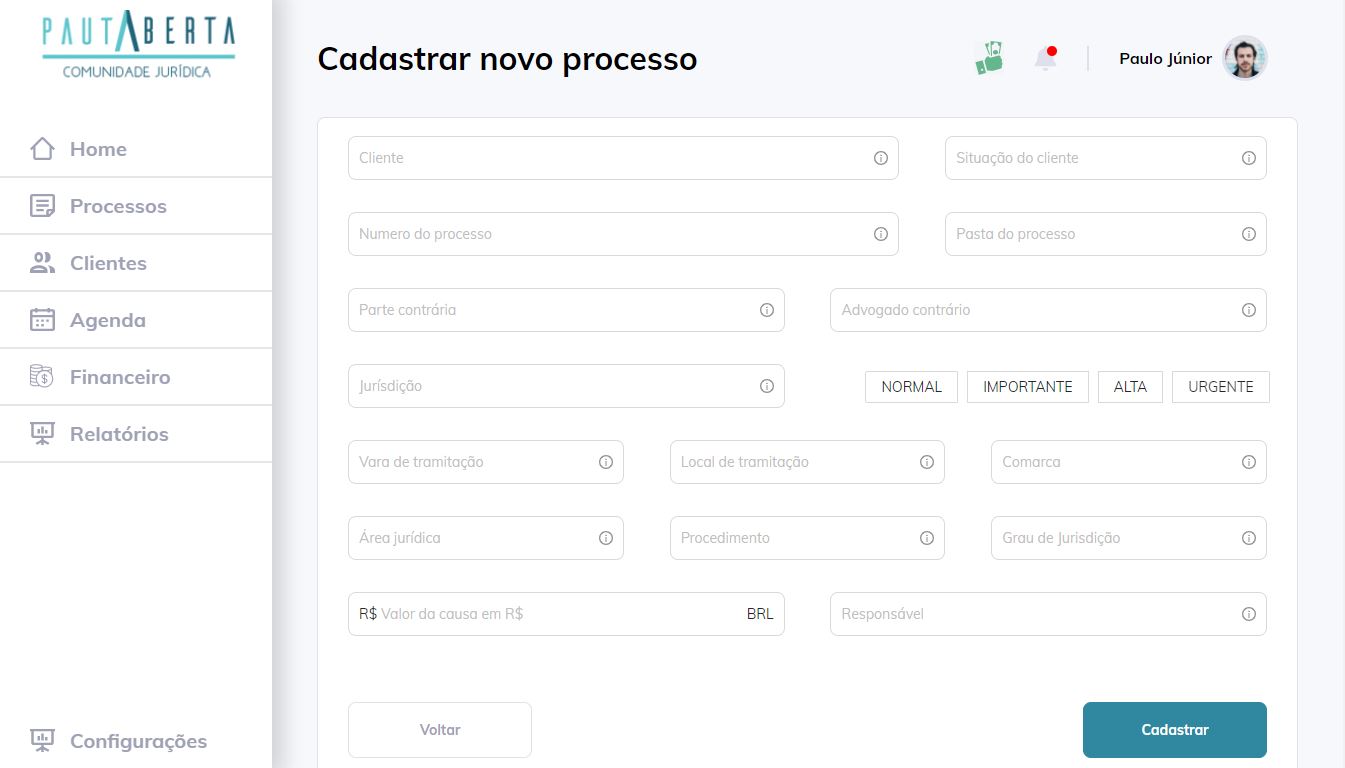 PAUTABERTA
COMUNIDADE JURÍDICA
Home
Processos
Clientes
Agenda
Financeiro
Relatórios
Configurações
Cadastrar novo processo
Paulo Júnior
Cliente
Situação do cliente
Numero do processo
Pasta do processo
Parte contrária
Advogado contrário
Jurísdição
NORMAL IMPORTANTE ALTA URGENTE
Vara de tramitação
Local de tramitação
Comarca
Área jurídica
Procedimento
Grau de Jurisdição
R$ Valor da causa em R$ BRL
Responsável
Voltar
Cadastrar